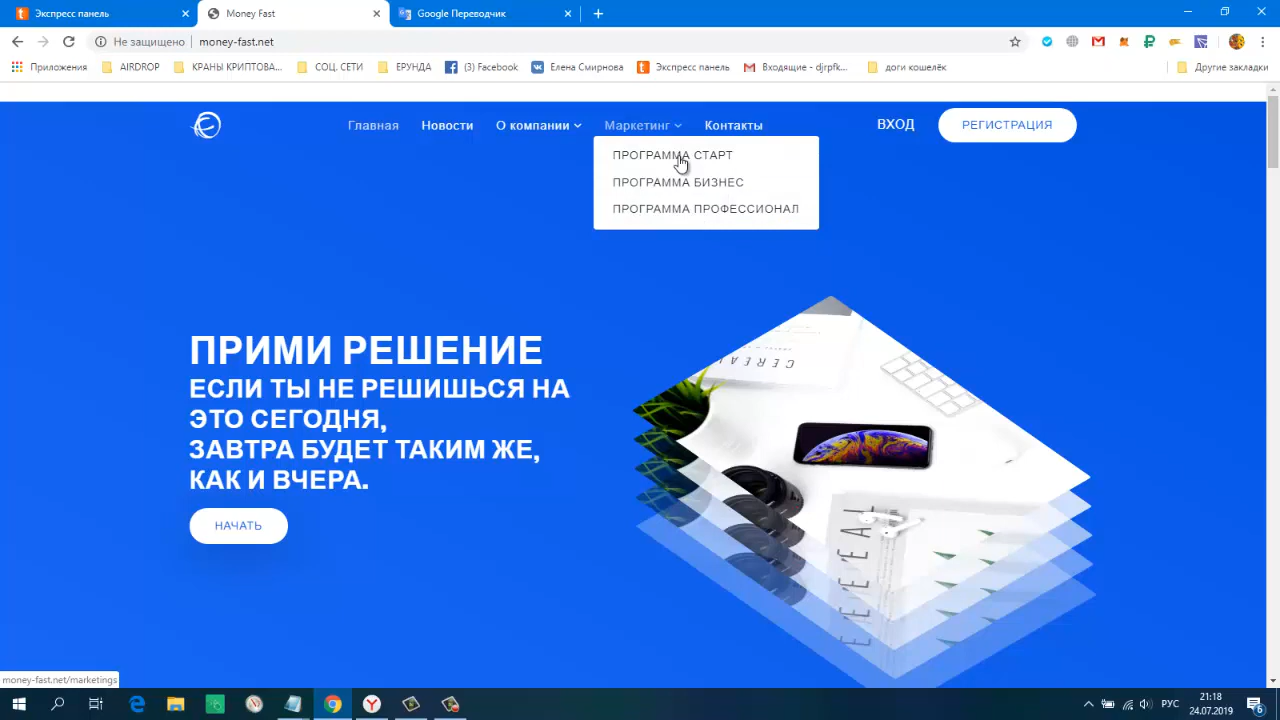 Экспресс панель
Money Fast
Google Переводчик
Не защищено
money-fast.net
Приложения
AIRDROP
КРАНЫ КРИПТОВА...
СОЦ. СЕТИ
ЕРУНДА
(3) Facebook
Елена Смирнова
Экспресс панель
Входящие - djrpfk...
доги кошелёк
Другие закладки
Главная
Новости
О компании
Маркетинг
Контакты
ВХОД
РЕГИСТРАЦИЯ
ПРОГРАММА СТАРТ
ПРОГРАММА БИЗНЕС
ПРОГРАММА ПРОФЕССИОНАЛ
ПРИМИ РЕШЕНИЕ
ЕСЛИ ТЫ НЕ РЕШИШЬСЯ НА
ЭТО СЕГОДНЯ,
ЗАВТРА БУДЕТ ТАКИМ ЖЕ,
КАК И ВЧЕРА.
НАЧАТЬ
CEREAL
money-fast.net/marketings
РУС
21:18
24.07.2019
6